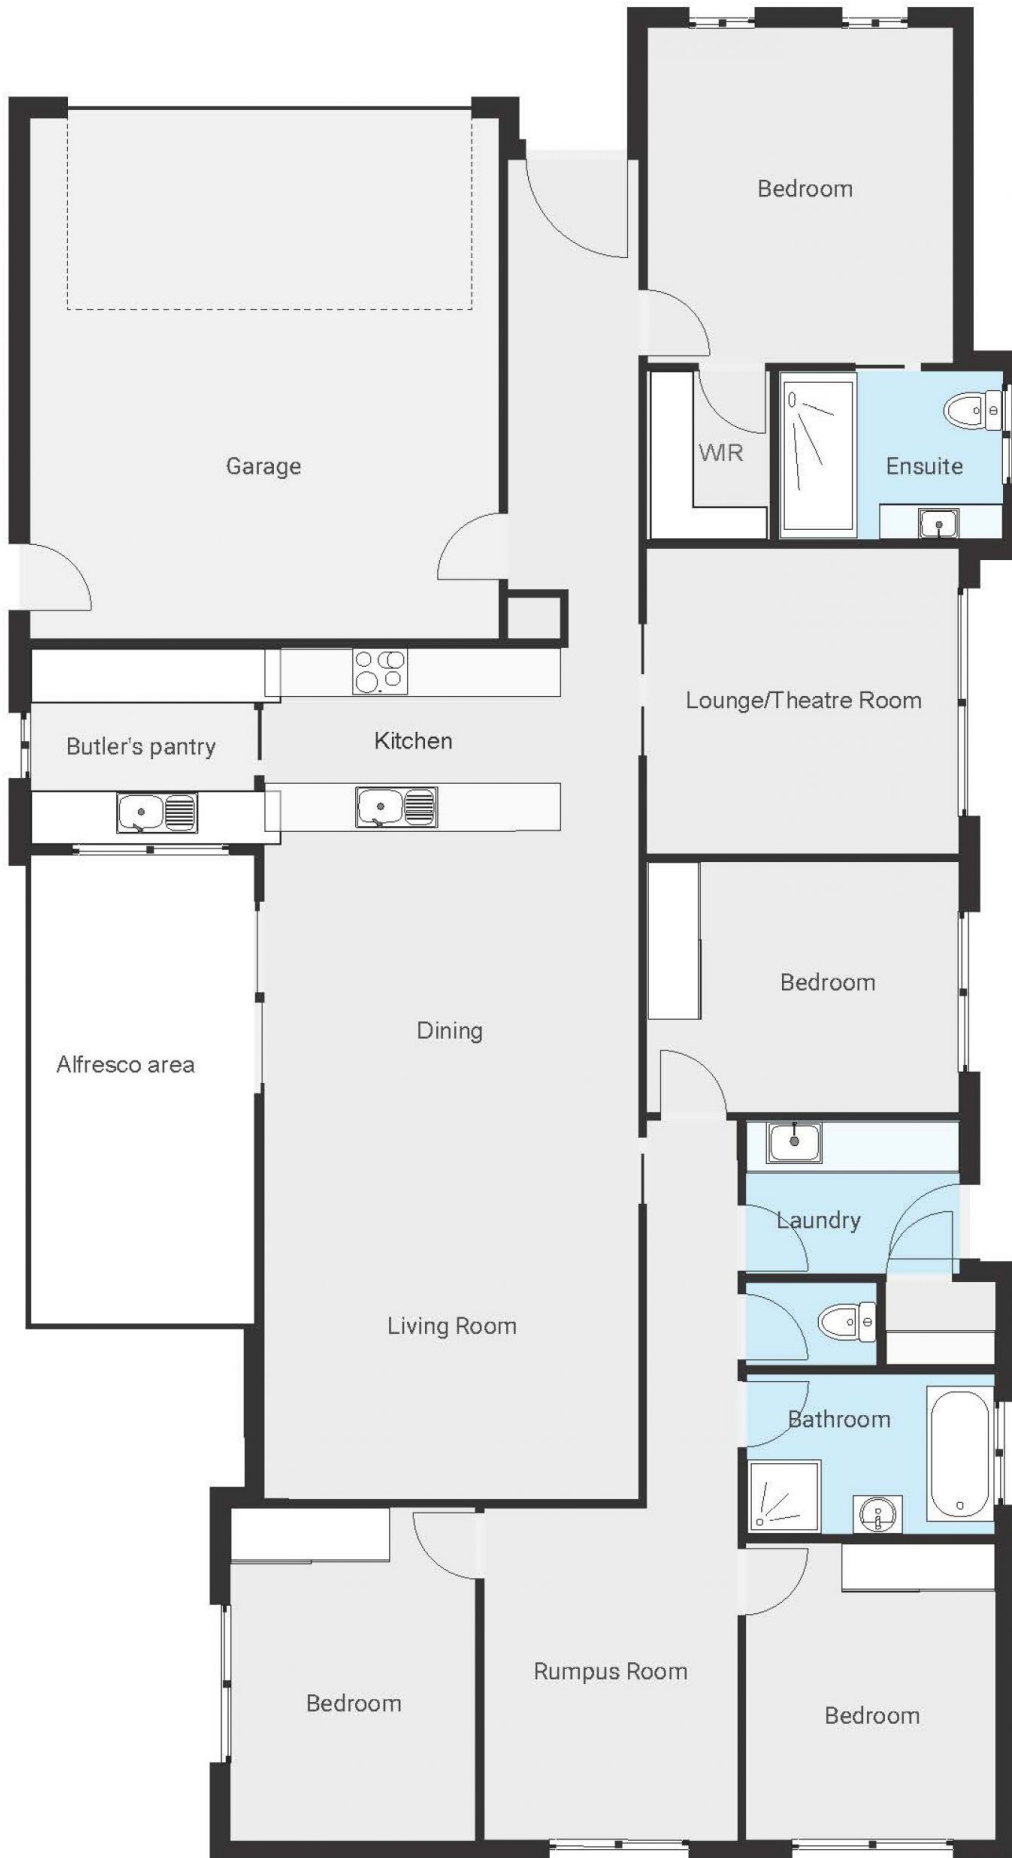 Bedroom
Garage
WIR
Ensuite
Lounge/Theatre Room
Butler's pantry
Kitchen
Bedroom
Dining
Alfresco area
Laundry
Living Room
Bathroom
Rumpus Room
Bedroom
Bedroom